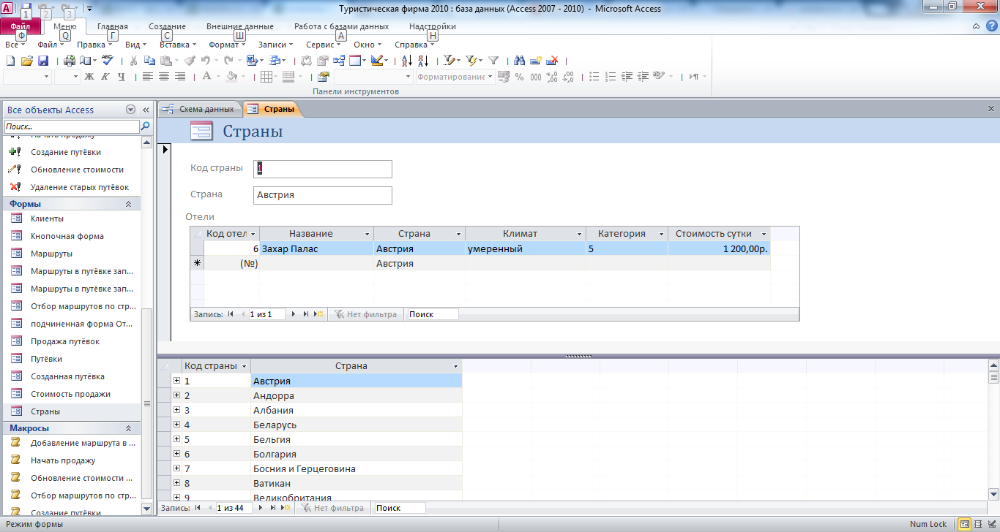 Туристическая фирма 2010 : база данных (Access 2007 - 2010) - Microsoft Access
1 2 3
Файл Меню Главная Создание Внешние данные Работа с базами данных Надстройки
Ф Q Г С Ш А Н
Все Файл Правка Вид Вставка Формат Записи Сервис Окно Справка
Ж К Ч Форматирование % 000
Панели инструментов
Все объекты Access
Поиск...
Начать продажу
Создание путёвки
Обновление стоимости
Удаление старых путёвок
Формы
Клиенты
Кнопочная форма
Маршруты
Маршруты в путёвке зап...
Маршруты в путёвке зап...
Отбор маршрутов по стр...
подчиненная форма От...
Продажа путёвок
Путёвки
Созданная путёвка
Стоимость продажи
Страны
Макросы
Добавление маршрута в ...
Начать продажу
Обновление стоимости ...
Отбор маршрутов по стр...
Создание путёвки
Схема данных Страны
Страны
Код страны 1
Страна Австрия
Отели
Код отел Название Страна Климат Категория Стоимость сутки
6 Захар Палас Австрия умеренный 5 1 200,00р.
(№) Австрия
Запись: 1 из 1 Нет фильтра Поиск
Код страны Страна
1 Австрия
2 Андорра
3 Албания
4 Беларусь
5 Бельгия
6 Болгария
7 Босния и Герцеговина
8 Ватикан
9 Великобритания
Запись: 1 из 44 Нет фильтра Поиск
Режим формы Num Lock